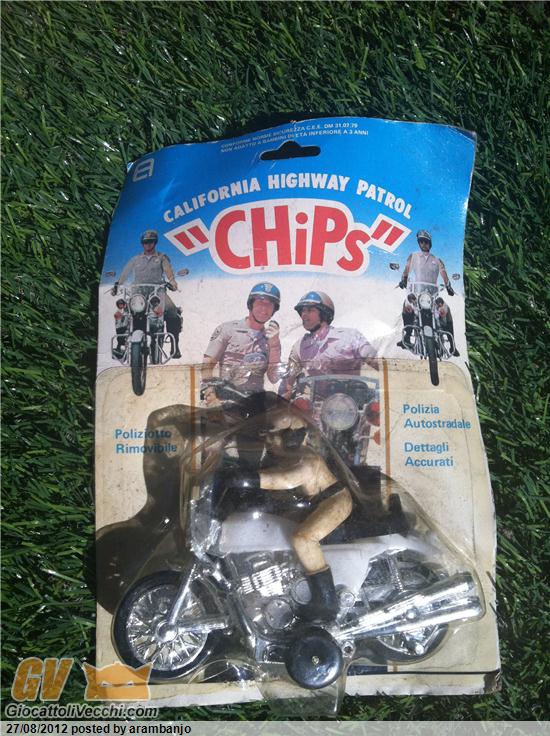 CONFORME NORME SICUREZZA C.E.E. DM 31.07.79
NON ADATTO A BAMBINI DI ETÀ INFERIORE A 3 ANNI
CALIFORNIA HIGHWAY PATROL
"CHiPs"
Poliziotto
Rimovibile
Polizia
Autostradale
Dettagli
Accurati
GV
GiocattoliVecchi.com
27/08/2012 posted by arambanjo